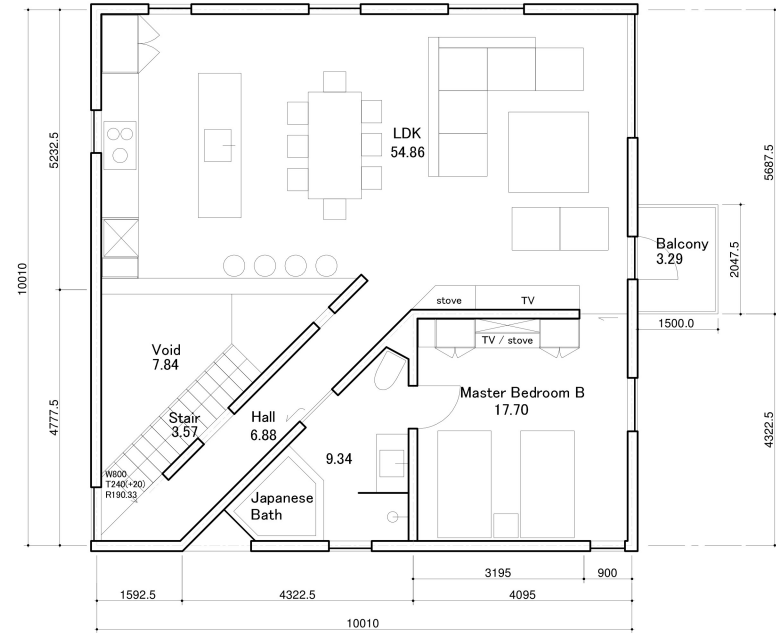 LDK
54.86
5232.5
5687.5
10010
Balcony
3.29
2047.5
1500.0
stove
TV
TV / stove
Void
7.84
Master Bedroom B
17.70
Stair
3.57
Hall
6.88
9.34
4777.5
4322.5
W800
T240(+20)
R190.33
Japanese
Bath
3195
900
1592.5
4322.5
4095
10010